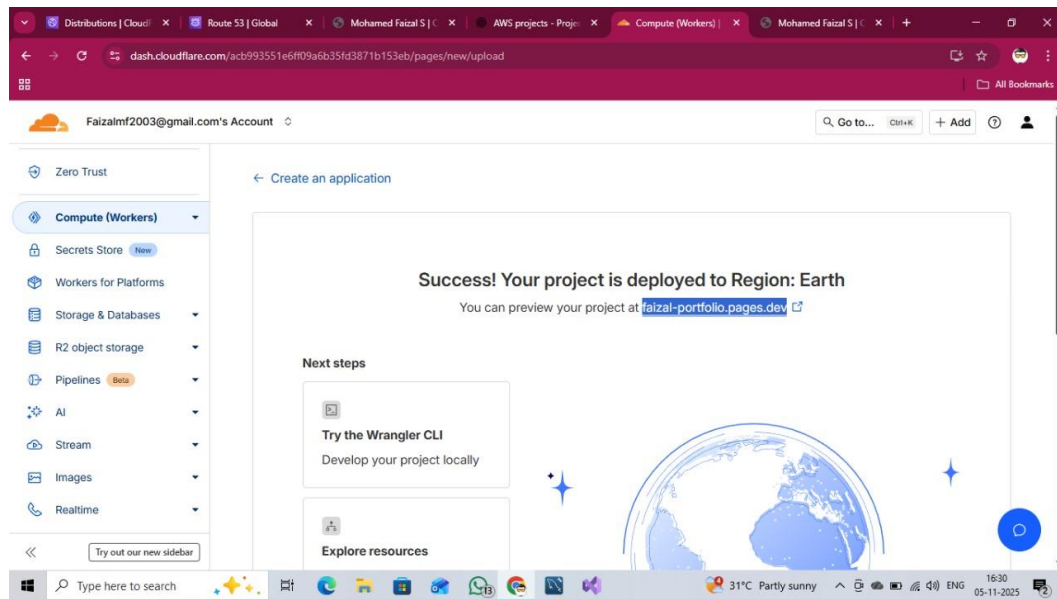 Distributions | CloudF
Route 53 | Global
Mohamed Faizal S | C
AWS projects - Projec
Compute (Workers) |
Mohamed Faizal S | C
dash.cloudflare.com/acb993551e6ff09a6b35fd3871b153eb/pages/new/upload
All Bookmarks
Faizalmf2003@gmail.com's Account
Go to... Ctrl+K
+ Add
Zero Trust
Compute (Workers)
Secrets Store New
Workers for Platforms
Storage & Databases
R2 object storage
Pipelines Beta
AI
Stream
Images
Realtime
Try out our new sidebar
← Create an application
Success! Your project is deployed to Region: Earth
You can preview your project at faizal-portfolio.pages.dev
Next steps
Try the Wrangler CLI
Develop your project locally
Explore resources
Type here to search
13
31°C Partly sunny
ENG
16:30
05-11-2025
2